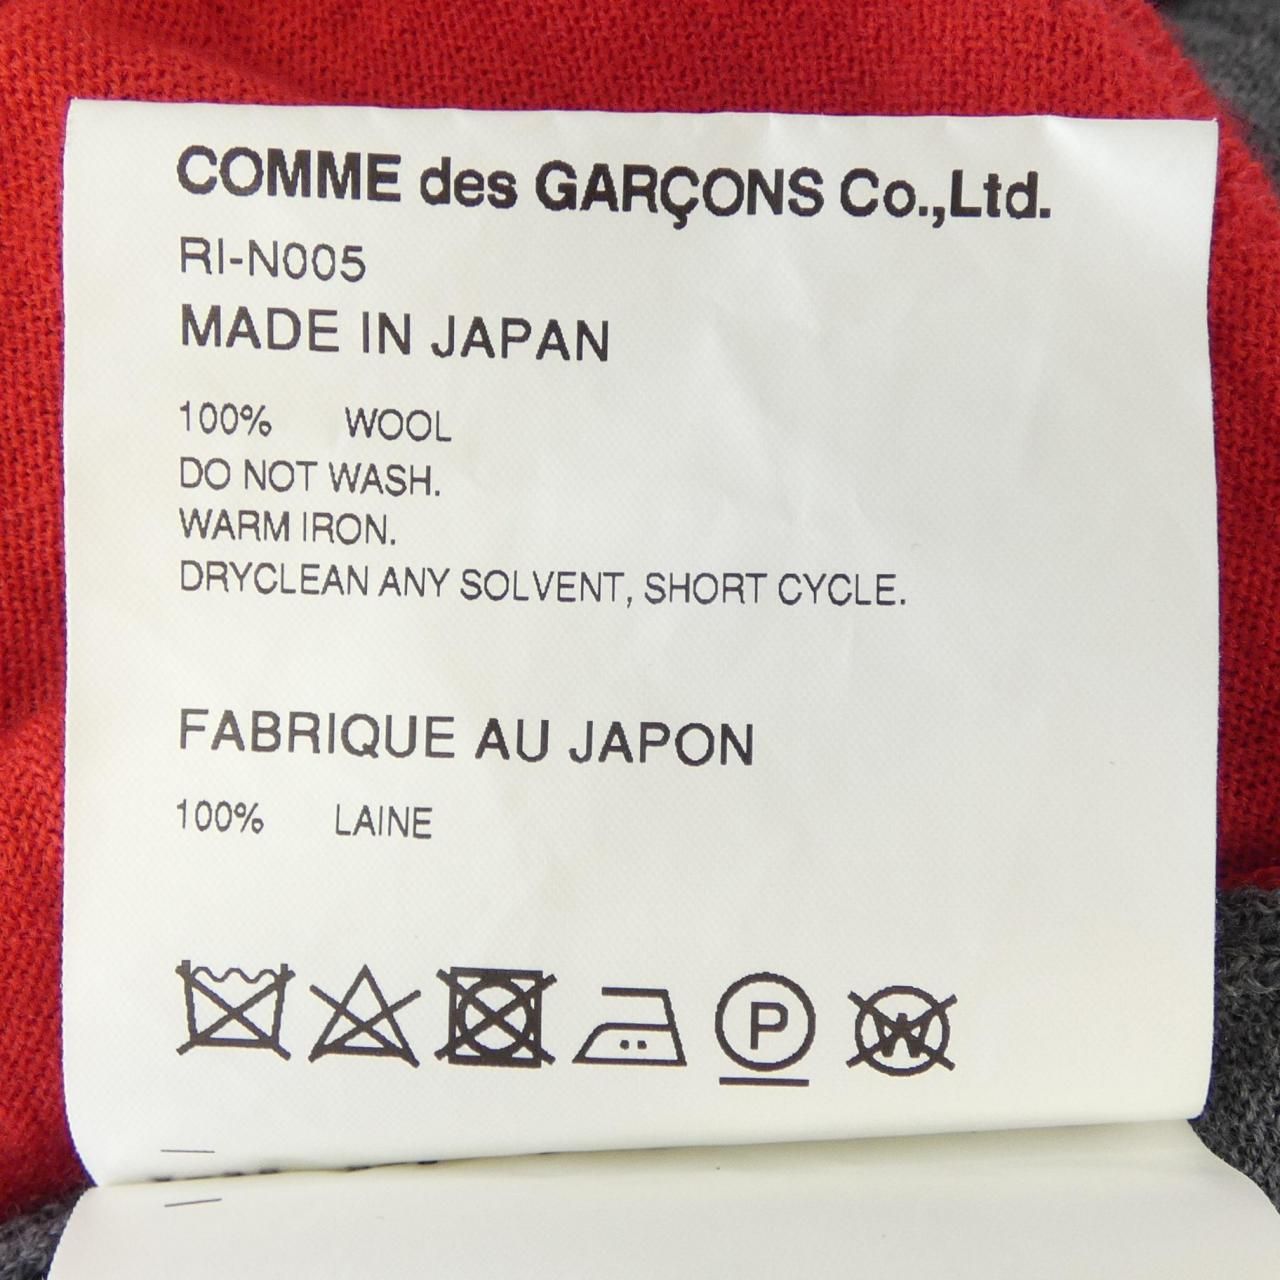 COMME des GARÇONS Co.,Ltd.
RI-N005
MADE IN JAPAN
100% WOOL
DO NOT WASH.
WARM IRON.
DRYCLEAN ANY SOLVENT, SHORT CYCLE.
FABRIQUE AU JAPON
100% LAINE
P W